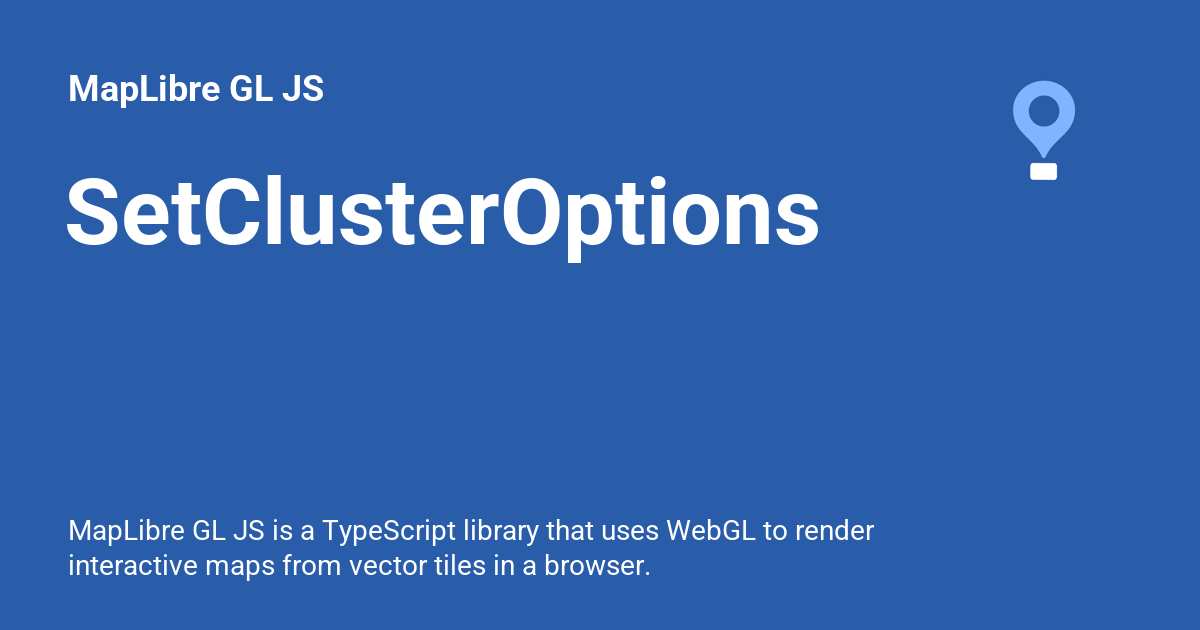 MapLibre GL JS
SetClusterOptions
MapLibre GL JS is a TypeScript library that uses WebGL to render
interactive maps from vector tiles in a browser.